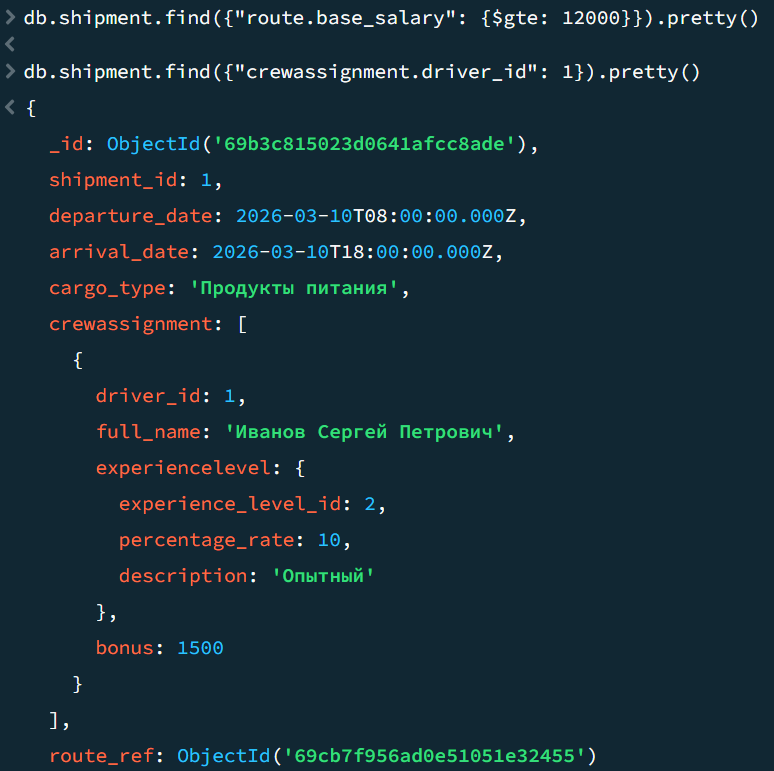 > db.shipment.find({"route.base_salary": {$gte: 12000}}).pretty()
<
> db.shipment.find({"crewassignment.driver_id": 1}).pretty()
< {
_id: ObjectId('69b3c815023d0641afcc8ade'),
shipment_id: 1,
departure_date: 2026-03-10T08:00:00.000Z,
arrival_date: 2026-03-10T18:00:00.000Z,
cargo_type: 'Продукты питания',
crewassignment: [
{
driver_id: 1,
full_name: 'Иванов Сергей Петрович',
experiencelevel: {
experience_level_id: 2,
percentage_rate: 10,
description: 'Опытный'
},
bonus: 1500
}
],
route_ref: ObjectId('69cb7f956ad0e51051e32455')